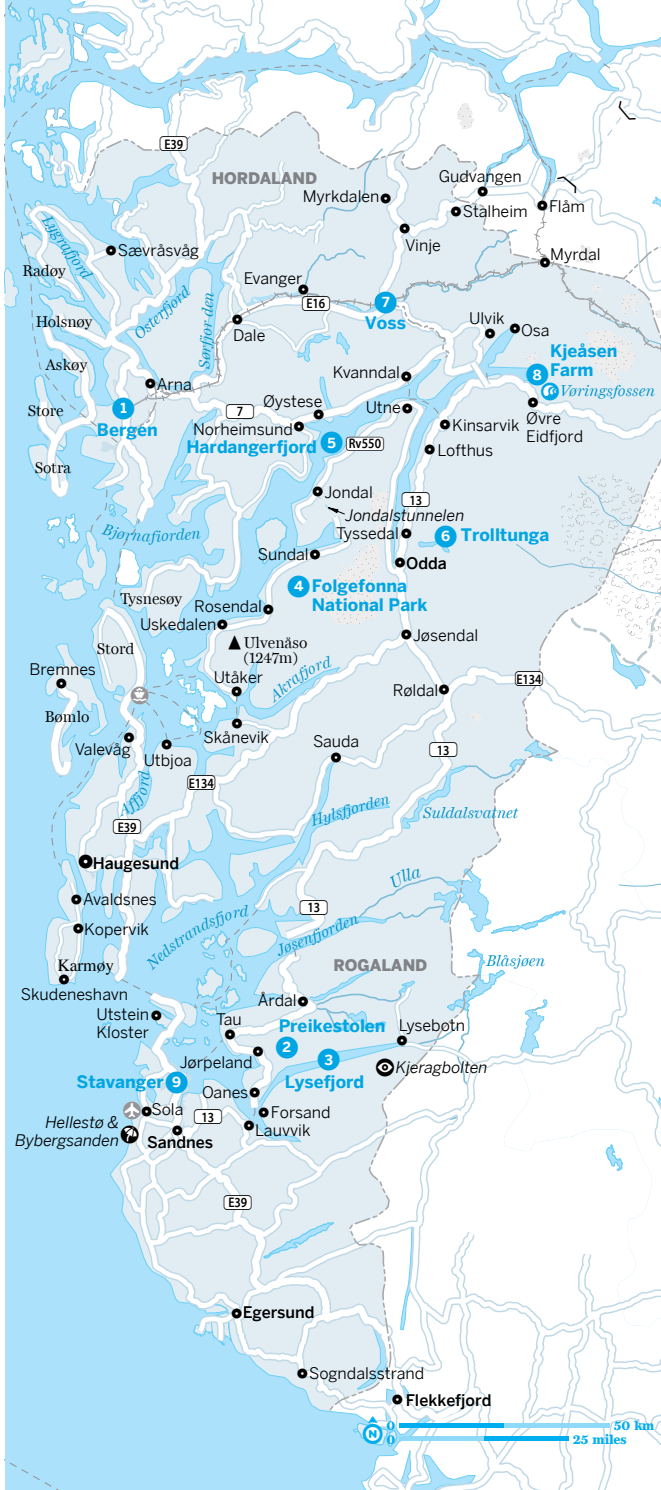 E39
HORDALAND
Gudvangen
Myrkdalen
Stalheim
Flåm
Lygrafjord
Sævråsvåg
Vinje
Myrdal
Radøy
Osterfjord
Evanger
E16
7
Voss
Holsnøy
Sørfjorden
Dale
Ulvik
Osa
Askøy
Kvanndal
Kjeåsen
Farm
8
Vøringsfossen
Arna
Store
1
Bergen
7
Øystese
Utne
Øvre
Eidfjord
Norheimsund
Kinsarvik
Hardangerfjord
5
Rv550
Lofthus
Sotra
Jondal
13
Jondalstunnelen
Bjørnafjorden
Tyssedal
6
Trolltunga
Sundal
Odda
4
Folgefonna
National Park
Tysnesøy
Rosendal
Uskedalen
Stord
Ulvenåso
(1247m)
Jøsendal
Bremnes
Utåker
Akrafjord
Røldal
E134
Bømlo
Skånevik
Valevåg
Utbjoa
Sauda
13
E134
Åffjord
Hylsfjorden
Suldalsvatnet
E39
Haugesund
Ulla
Avaldsnes
13
Nedstrandsfjord
Jøsenfjorden
Kopervik
ROGALAND
Blåsjøen
Karmøy
Skudeneshavn
Årdal
Utstein
Kloster
Tau
Preikestolen
2
Lysebotn
Jørpeland
3
Lysefjord
Kjeragbolten
Stavanger
9
Oanes
Sola
13
Forsand
Hellestø &
Bybergsanden
Sandnes
Lauvvik
E39
Egersund
Sogndalsstrand
Flekkefjord
N
0
50 km
0
25 miles